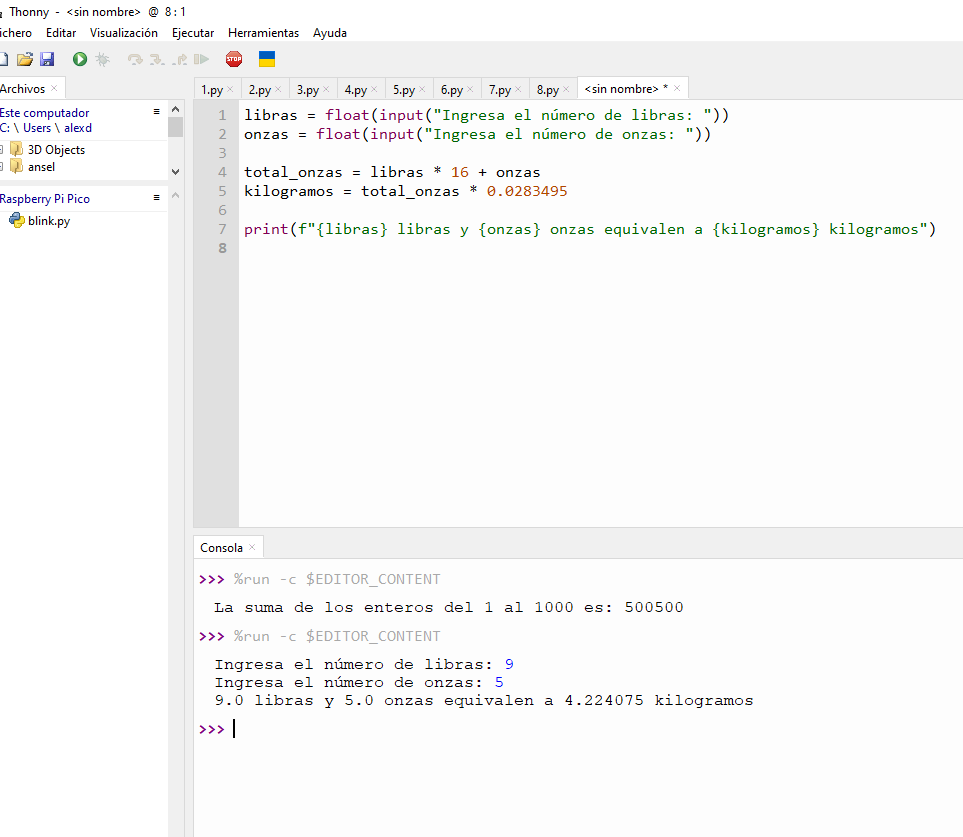 Thonny - <sin nombre> @ 8:1
ichero Editar Visualización Ejecutar Herramientas Ayuda
STOP
Archivos
1.py 2.py 3.py 4.py 5.py 6.py 7.py 8.py <sin nombre> *
Este computador
C: \ Users \ alexd
3D Objects
ansel
Raspberry Pi Pico
blink.py
1 libras = float(input("Ingresa el número de libras: "))
2 onzas = float(input("Ingresa el número de onzas: "))
3
4 total_onzas = libras * 16 + onzas
5 kilogramos = total_onzas * 0.0283495
6
7 print(f"{libras} libras y {onzas} onzas equivalen a {kilogramos} kilogramos")
8
Consola
>>> %run -c $EDITOR_CONTENT
La suma de los enteros del 1 al 1000 es: 500500
>>> %run -c $EDITOR_CONTENT
Ingresa el número de libras: 9
Ingresa el número de onzas: 5
9.0 libras y 5.0 onzas equivalen a 4.224075 kilogramos
>>>